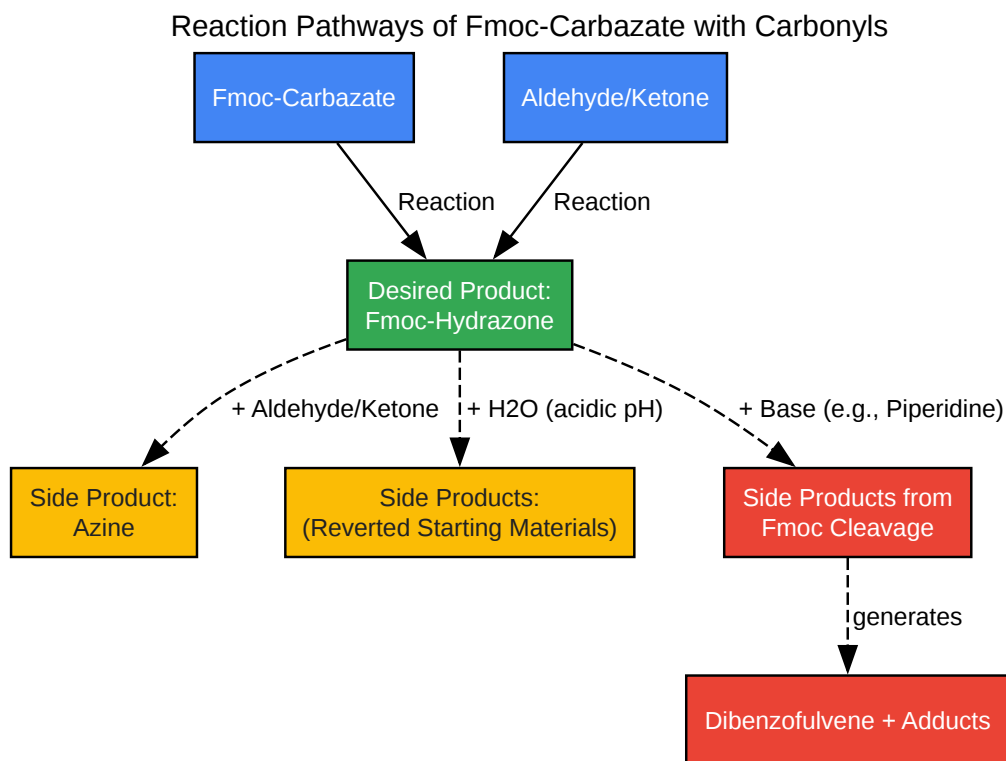 Reaction Pathways of Fmoc-Carbazate with Carbonyls
Fmoc-Carbazate
Aldehyde/Ketone
Reaction
Reaction
Desired Product:
Fmoc-Hydrazone
+ Aldehyde/Ketone
+ H2O (acidic pH)
+ Base (e.g., Piperidine)
Side Product:
Azine
Side Products:
(Reverted Starting Materials)
Side Products from
Fmoc Cleavage
generates
Dibenzofulvene + Adducts